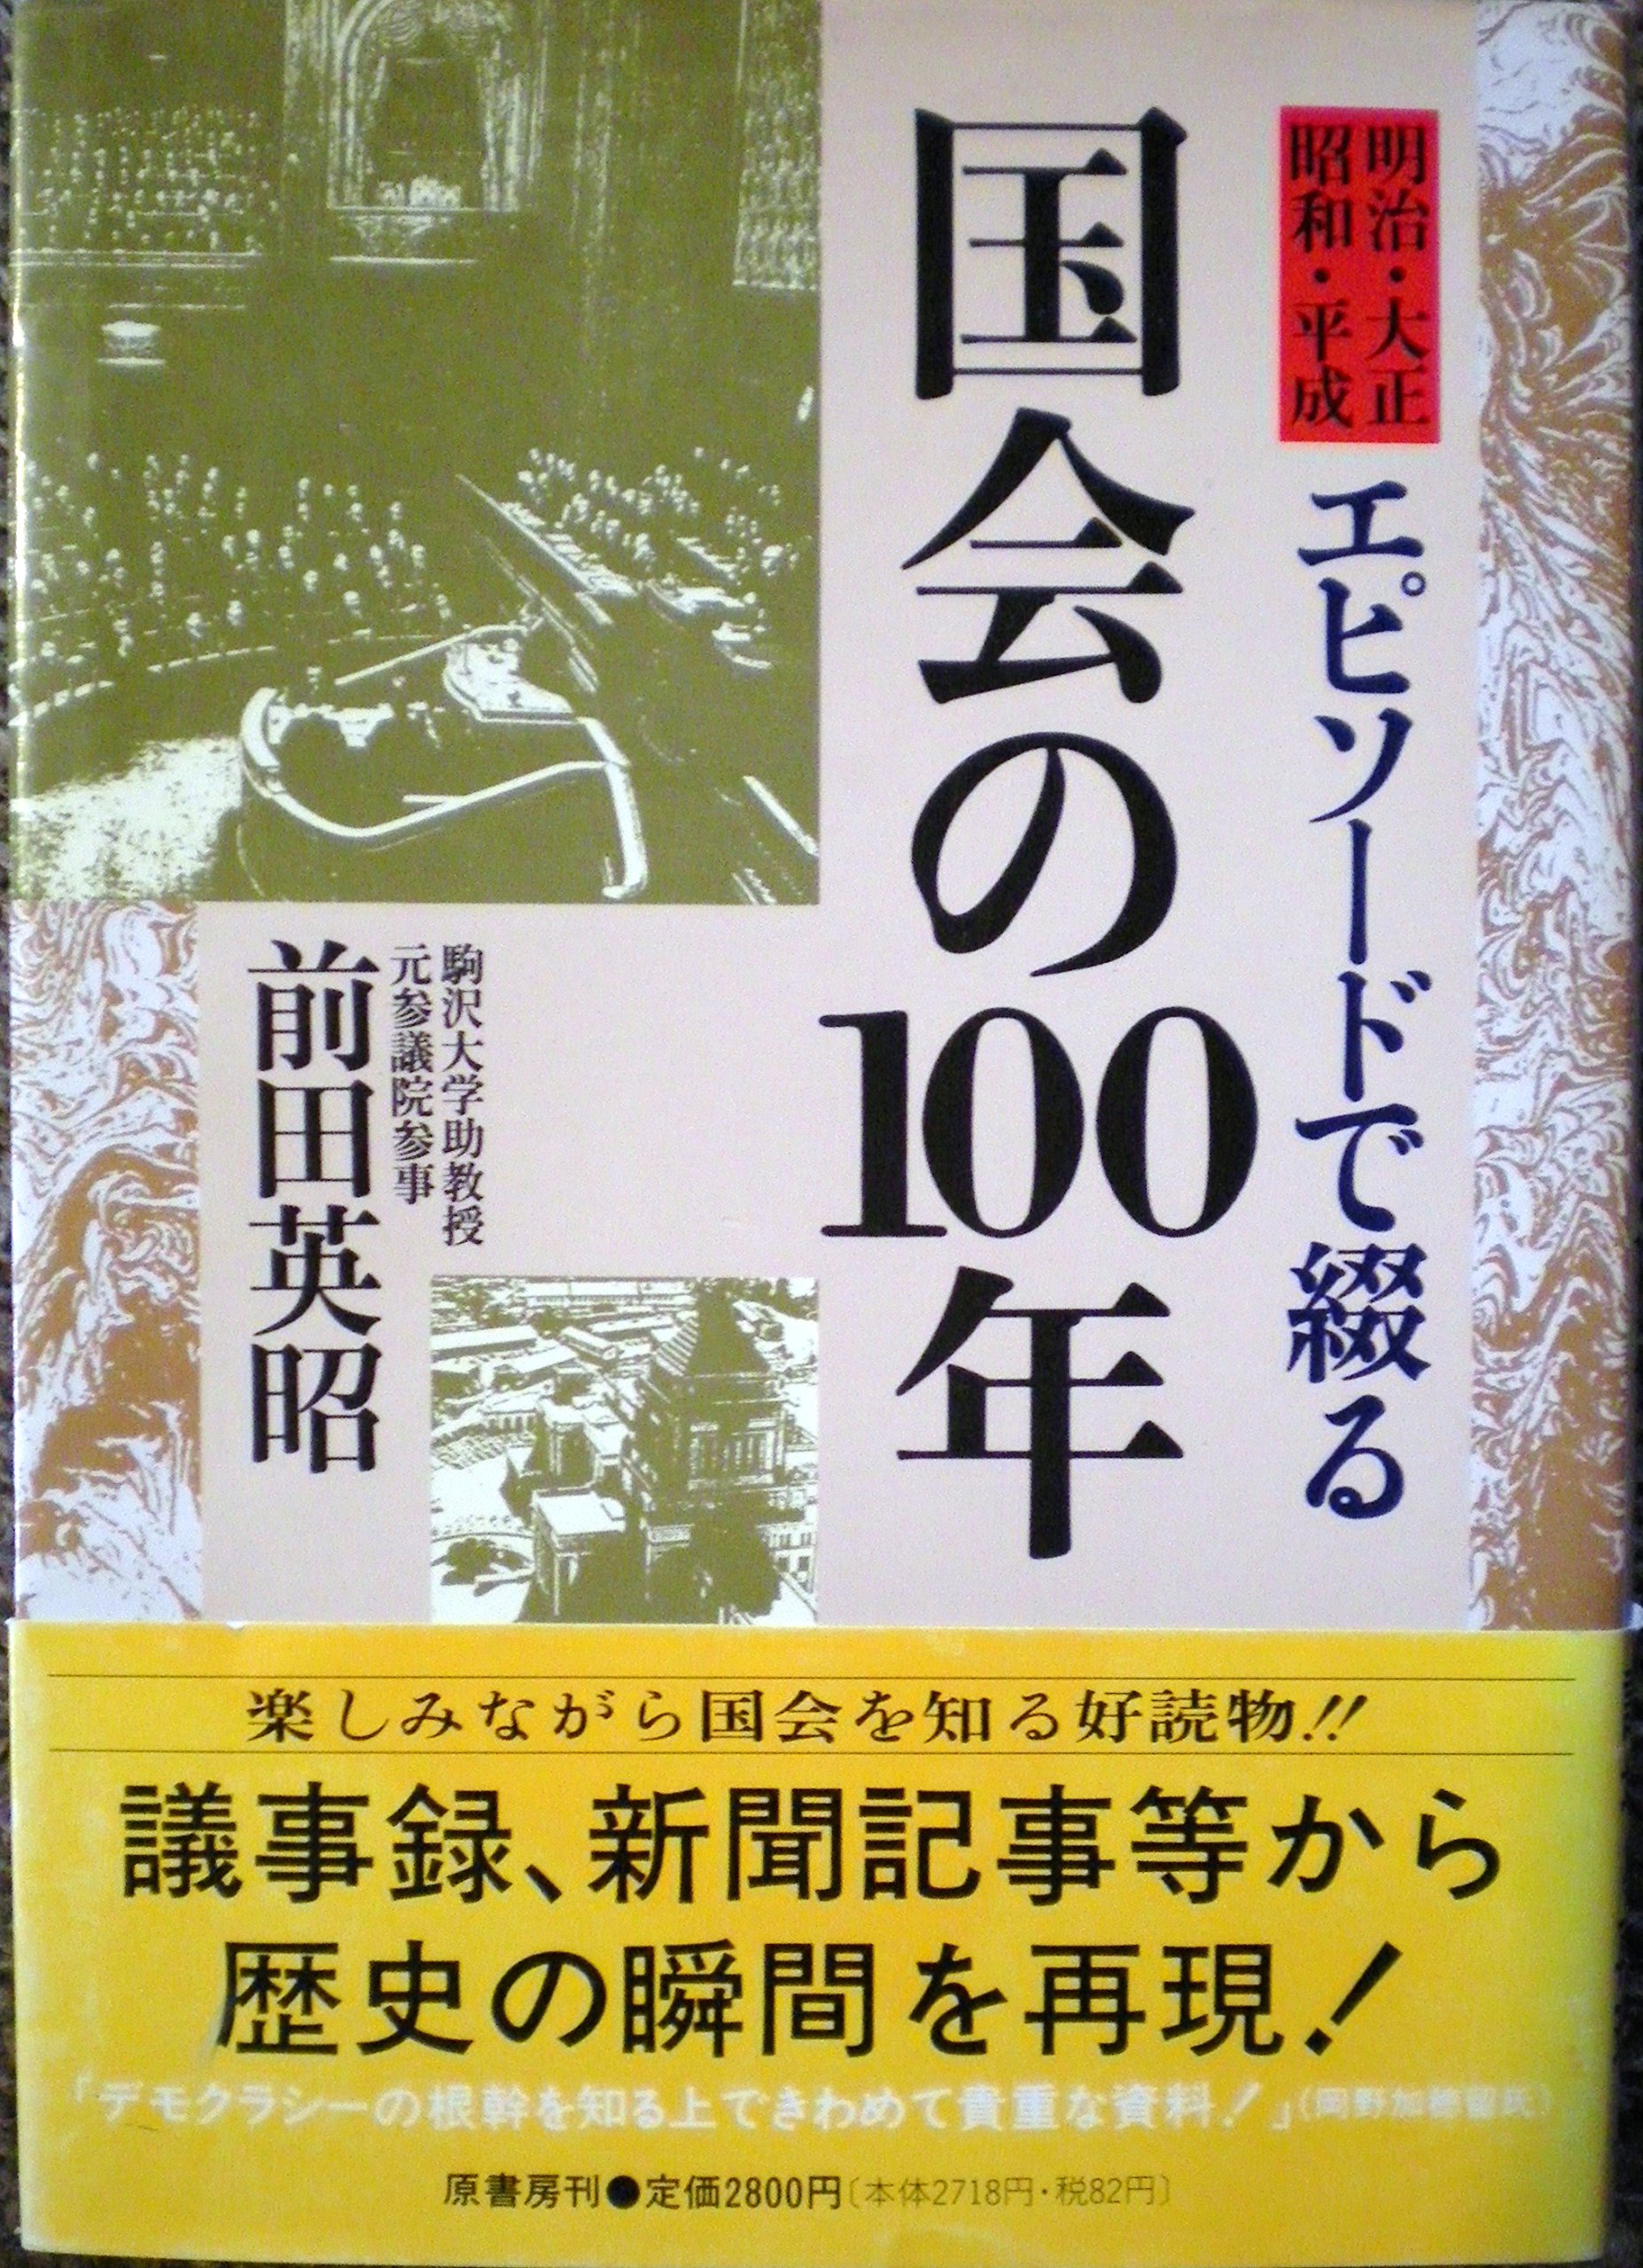 明治・大正
昭和・平成
エピソードで綴る
国会の100年
駒沢大学助教授
元参議院参事
前田英昭
楽しみながら国会を知る好読物!!
議事録、新聞記事等から
歴史の瞬間を再現!
「デモクラシーの根幹を知る上できわめて貴重な資料!」(岡野加穂留氏)
原書房刊●定価2800円〔本体2718円・税82円〕